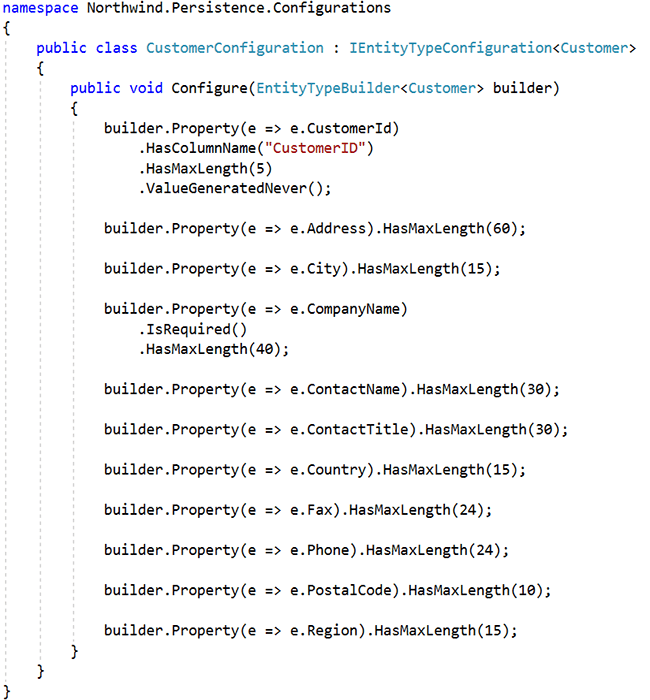 namespace Northwind.Persistence.Configurations
{
    public class CustomerConfiguration : IEntityTypeConfiguration<Customer>
    {
        public void Configure(EntityTypeBuilder<Customer> builder)
        {
            builder.Property(e => e.CustomerId)
                .HasColumnName("CustomerID")
                .HasMaxLength(5)
                .ValueGeneratedNever();

            builder.Property(e => e.Address).HasMaxLength(60);

            builder.Property(e => e.City).HasMaxLength(15);

            builder.Property(e => e.CompanyName)
                .IsRequired()
                .HasMaxLength(40);

            builder.Property(e => e.ContactName).HasMaxLength(30);

            builder.Property(e => e.ContactTitle).HasMaxLength(30);

            builder.Property(e => e.Country).HasMaxLength(15);

            builder.Property(e => e.Fax).HasMaxLength(24);

            builder.Property(e => e.Phone).HasMaxLength(24);

            builder.Property(e => e.PostalCode).HasMaxLength(10);

            builder.Property(e => e.Region).HasMaxLength(15);
        }
    }
}